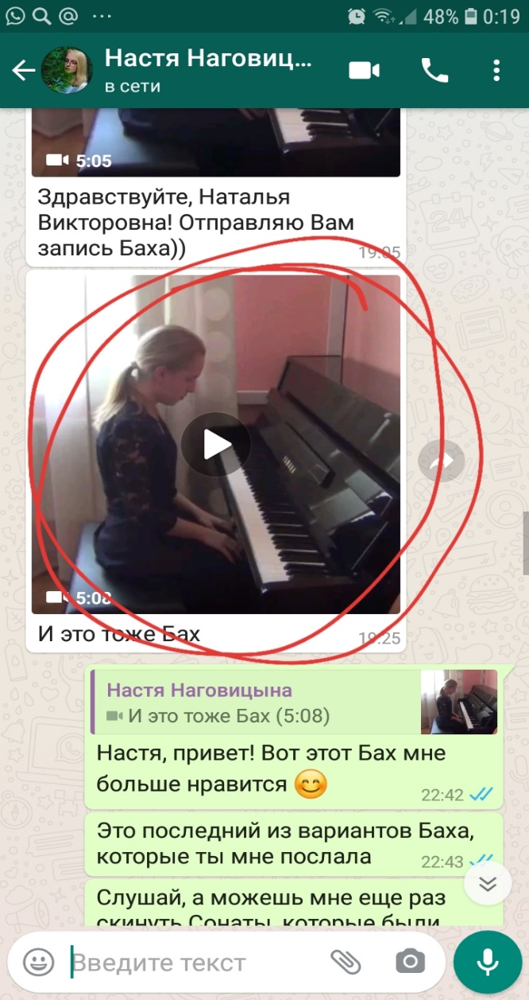 48% 0:19
Настя Наговиц...
в сети
5:05
Здравствуйте, Наталья
Викторовна! Отправляю Вам
запись Баха))
19:05
YAMAHA
5:08
И это тоже Бах
19:25
Настя Наговицына
И это тоже Бах (5:08)
Настя, привет! Вот этот Бах мне
больше нравится 😊
22:42
Это последний из вариантов Баха,
которые ты мне послала
22:43
Слушай, а можешь мне еще раз
скинуть Сонаты, которые были
Введите текст